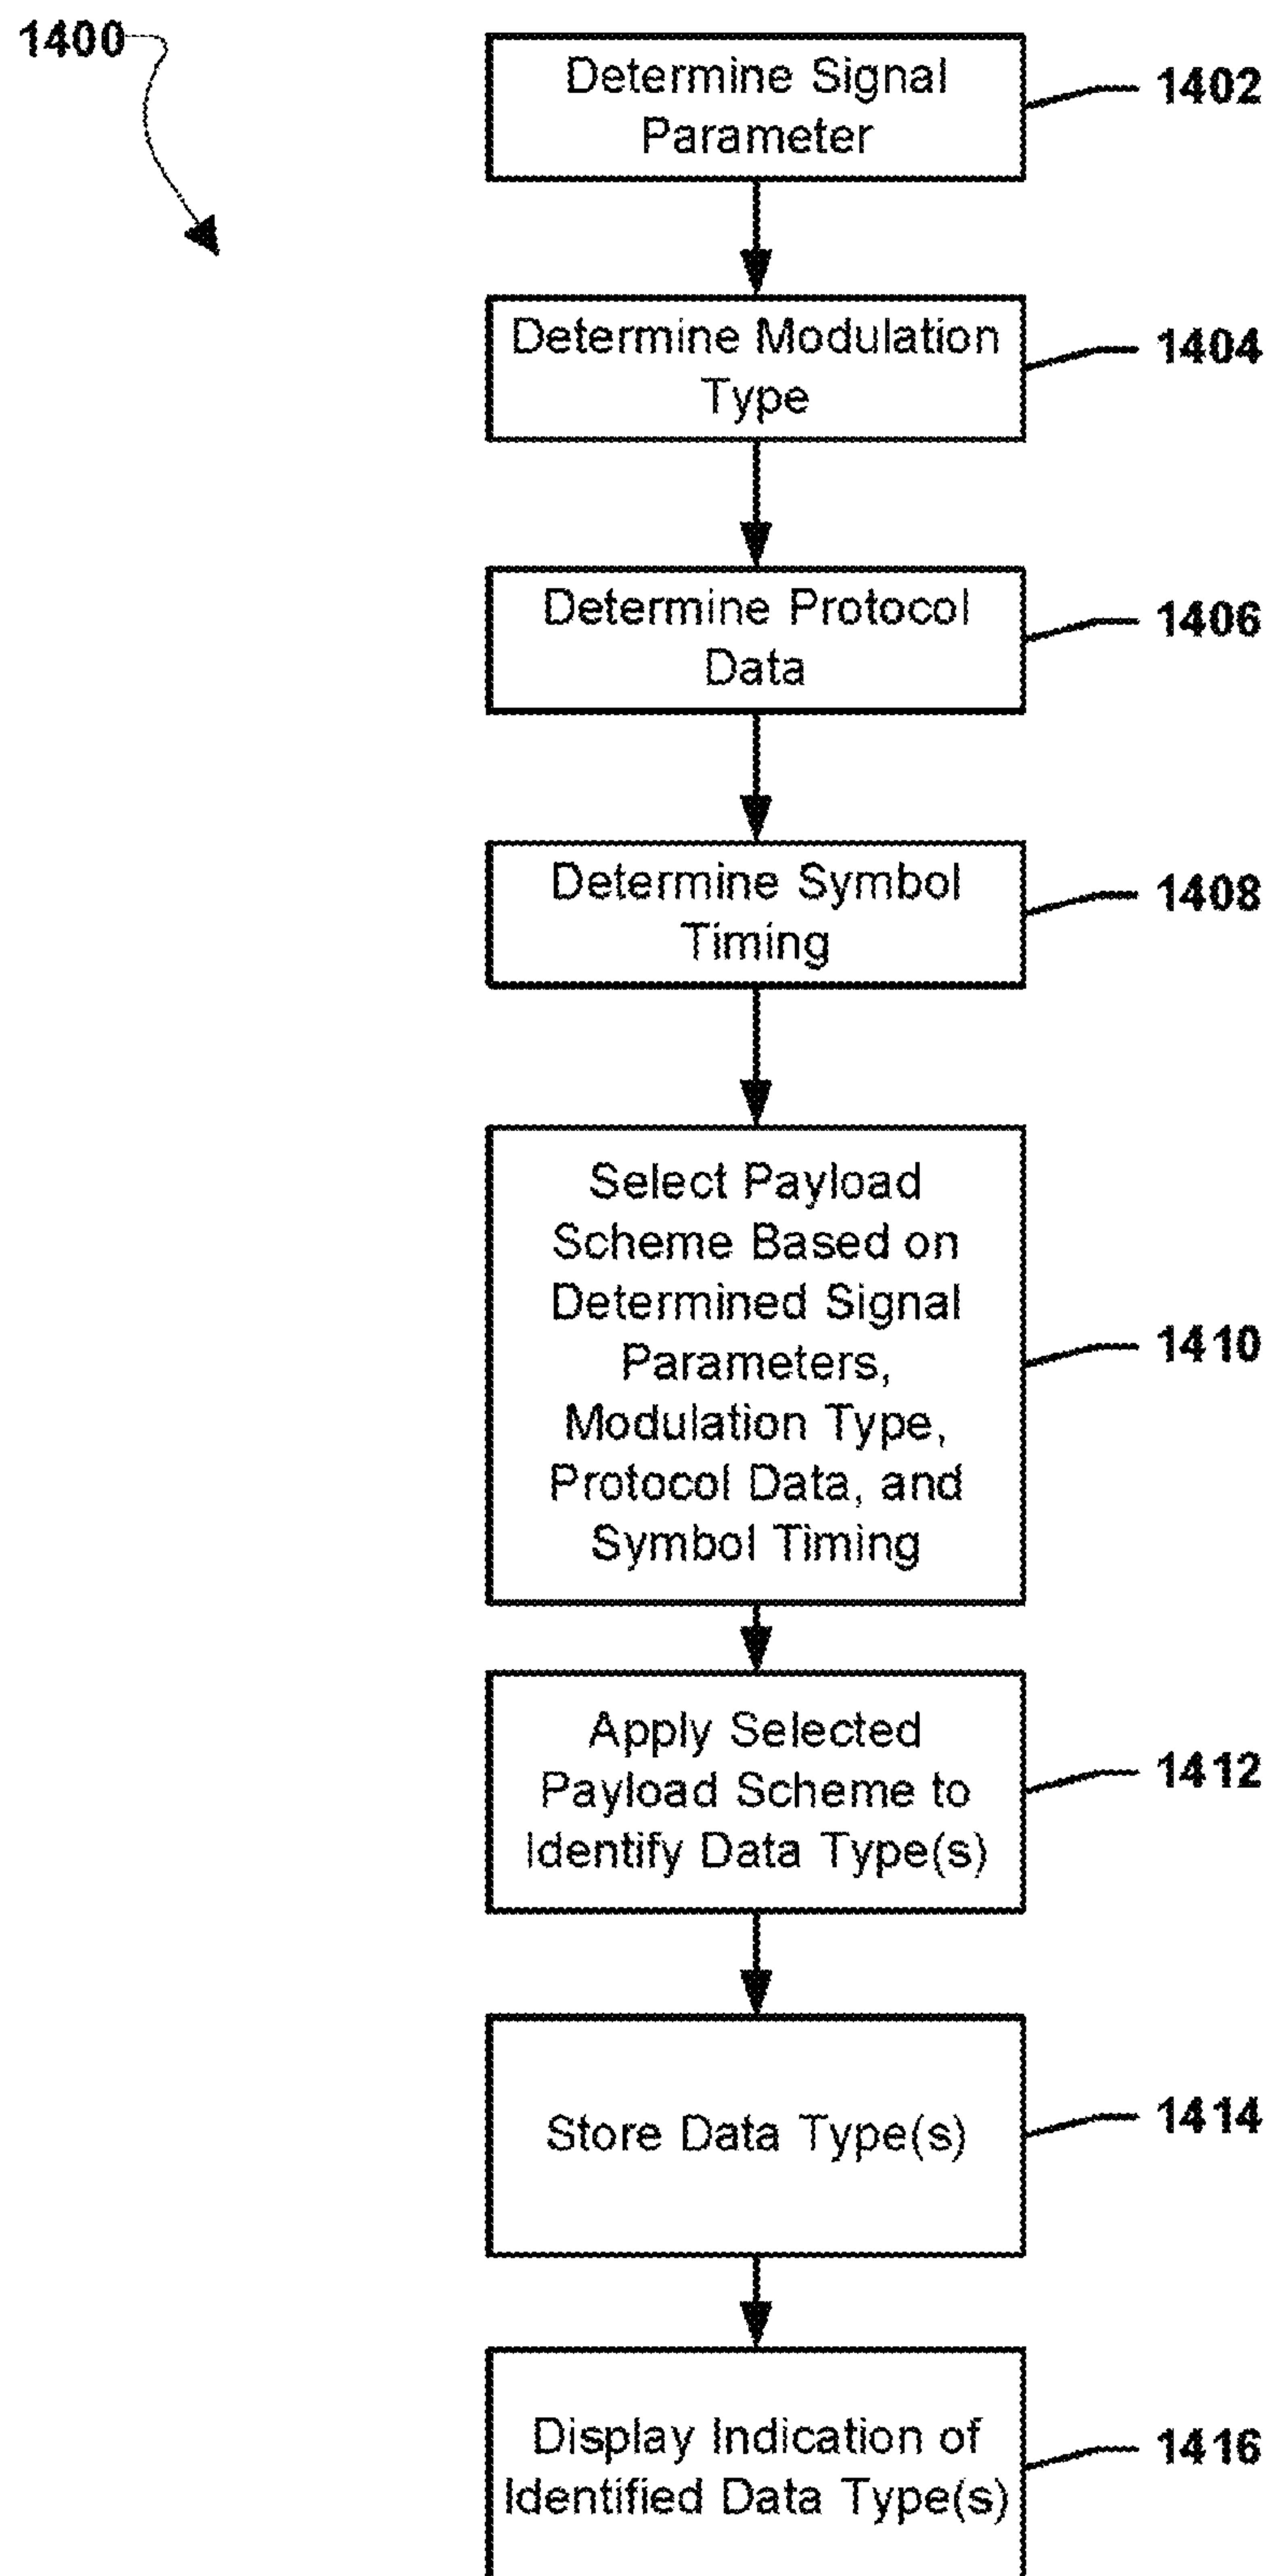 1400
Determine Signal
Parameter
1402
Determine Modulation
Type
1404
Determine Protocol
Data
1406
Determine Symbol
Timing
1408
Select Payload
Scheme Based on
Determined Signal
Parameters,
Modulation Type,
Protocol Data, and
Symbol Timing
1410
Apply Selected
Payload Scheme to
Identify Data Type(s)
1412
Store Data Type(s)
1414
Display Indication of
Identified Data Type(s)
1416